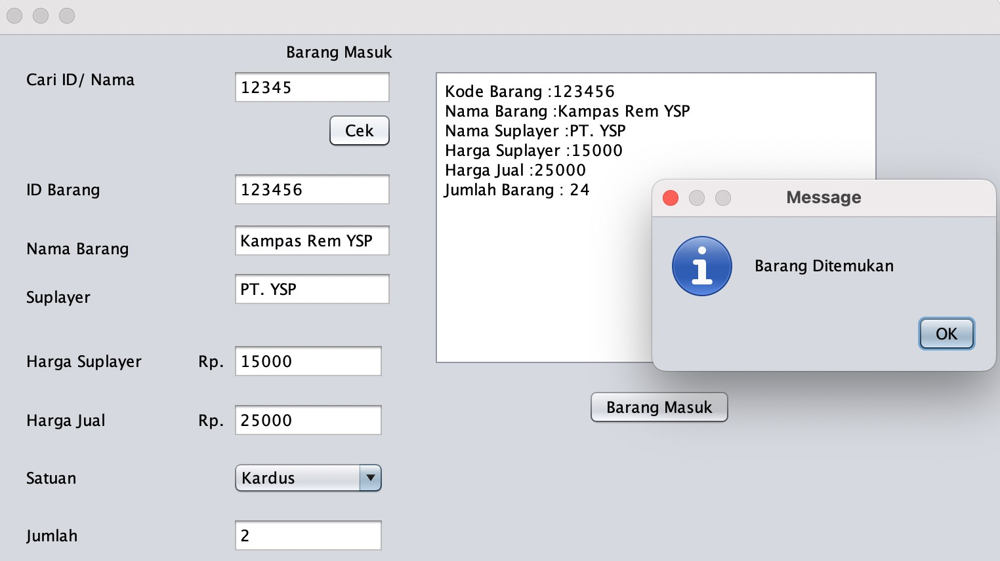 Barang Masuk
Cari ID/ Nama
12345
Cek
ID Barang
123456
Nama Barang
Kampas Rem YSP
Suplayer
PT. YSP
Harga Suplayer Rp. 15000
Harga Jual Rp. 25000
Satuan
Kardus
Jumlah
2
Kode Barang :123456
Nama Barang :Kampas Rem YSP
Nama Suplayer :PT. YSP
Harga Suplayer :15000
Harga Jual :25000
Jumlah Barang : 24
Message
Barang Ditemukan
OK
Barang Masuk